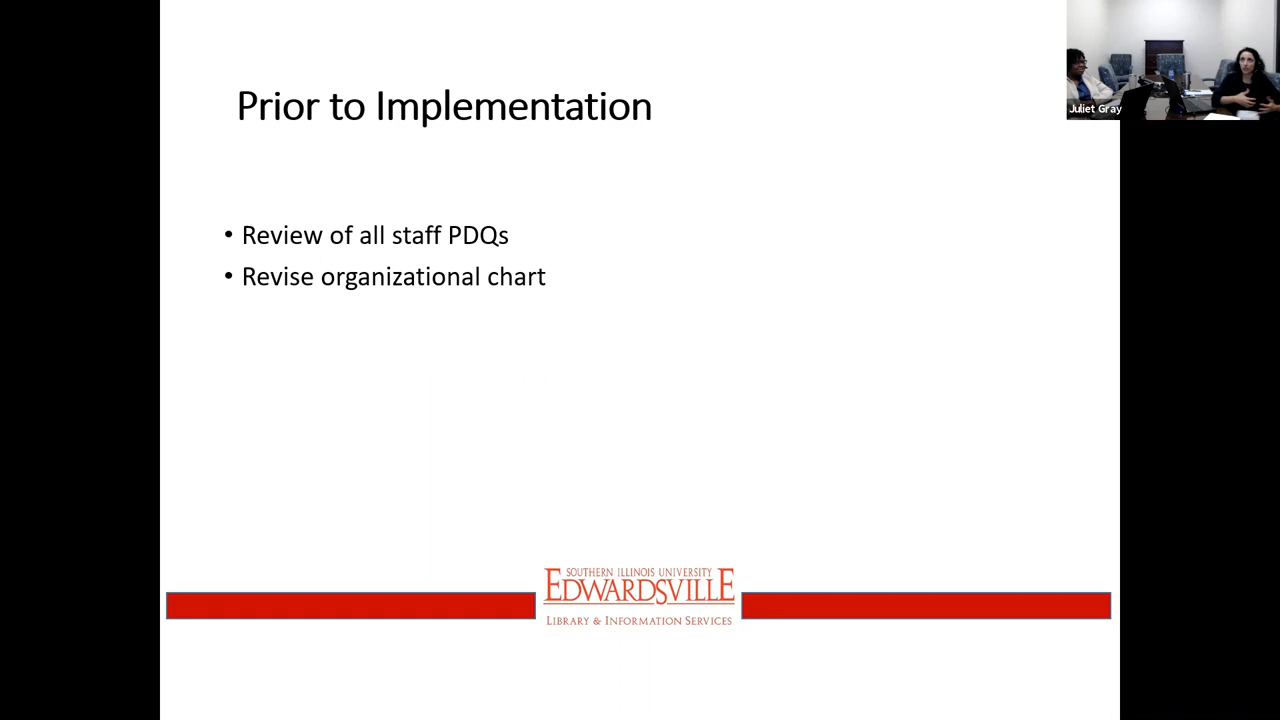 Prior to Implementation
Juliet Gray
• Review of all staff PDQs
• Revise organizational chart
SOUTHERN ILLINOIS UNIVERSITY
EDWARDSVILLE
LIBRARY & INFORMATION SERVICES